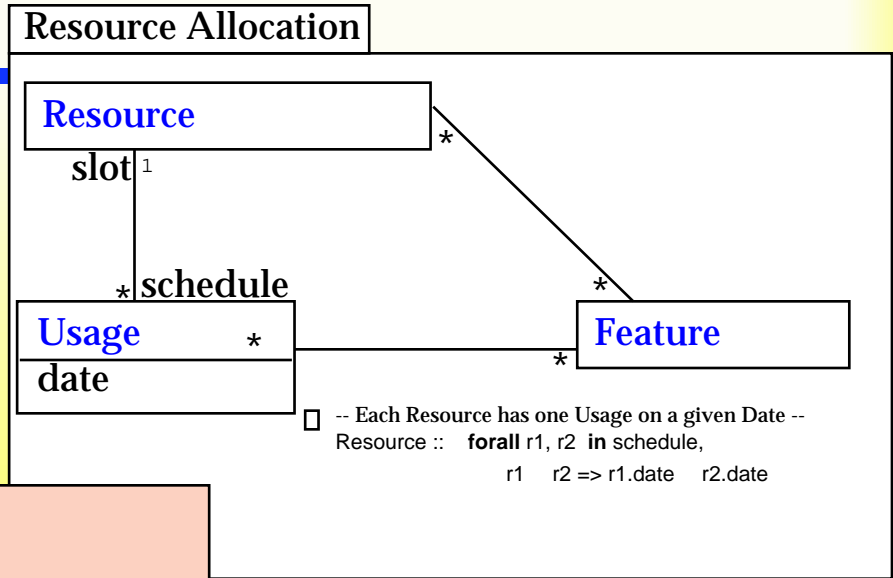 Resource Allocation
Resource
*
slot 1
* schedule
*
Usage *
Feature
*
date
-- Each Resource has one Usage on a given Date --
Resource :: forall r1, r2 in schedule,
r1 r2 => r1.date r2.date